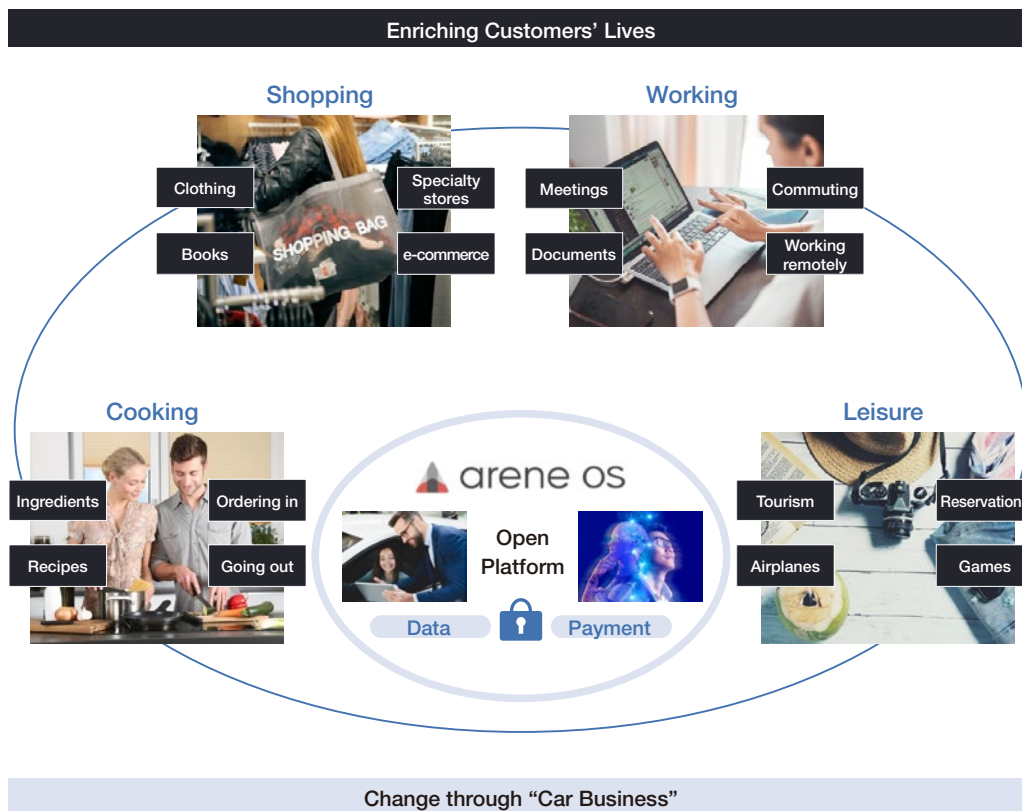 Enriching Customers’ Lives
Shopping
Working
Clothing
Specialty
stores
Books
e-commerce
SHOPPING BAG
Meetings
Commuting
Documents
Working
remotely
Cooking
Leisure
Ingredients
Ordering in
Recipes
Going out
arene os
Open
Platform
Data
Payment
Tourism
Reservation
Airplanes
Games
Change through “Car Business”